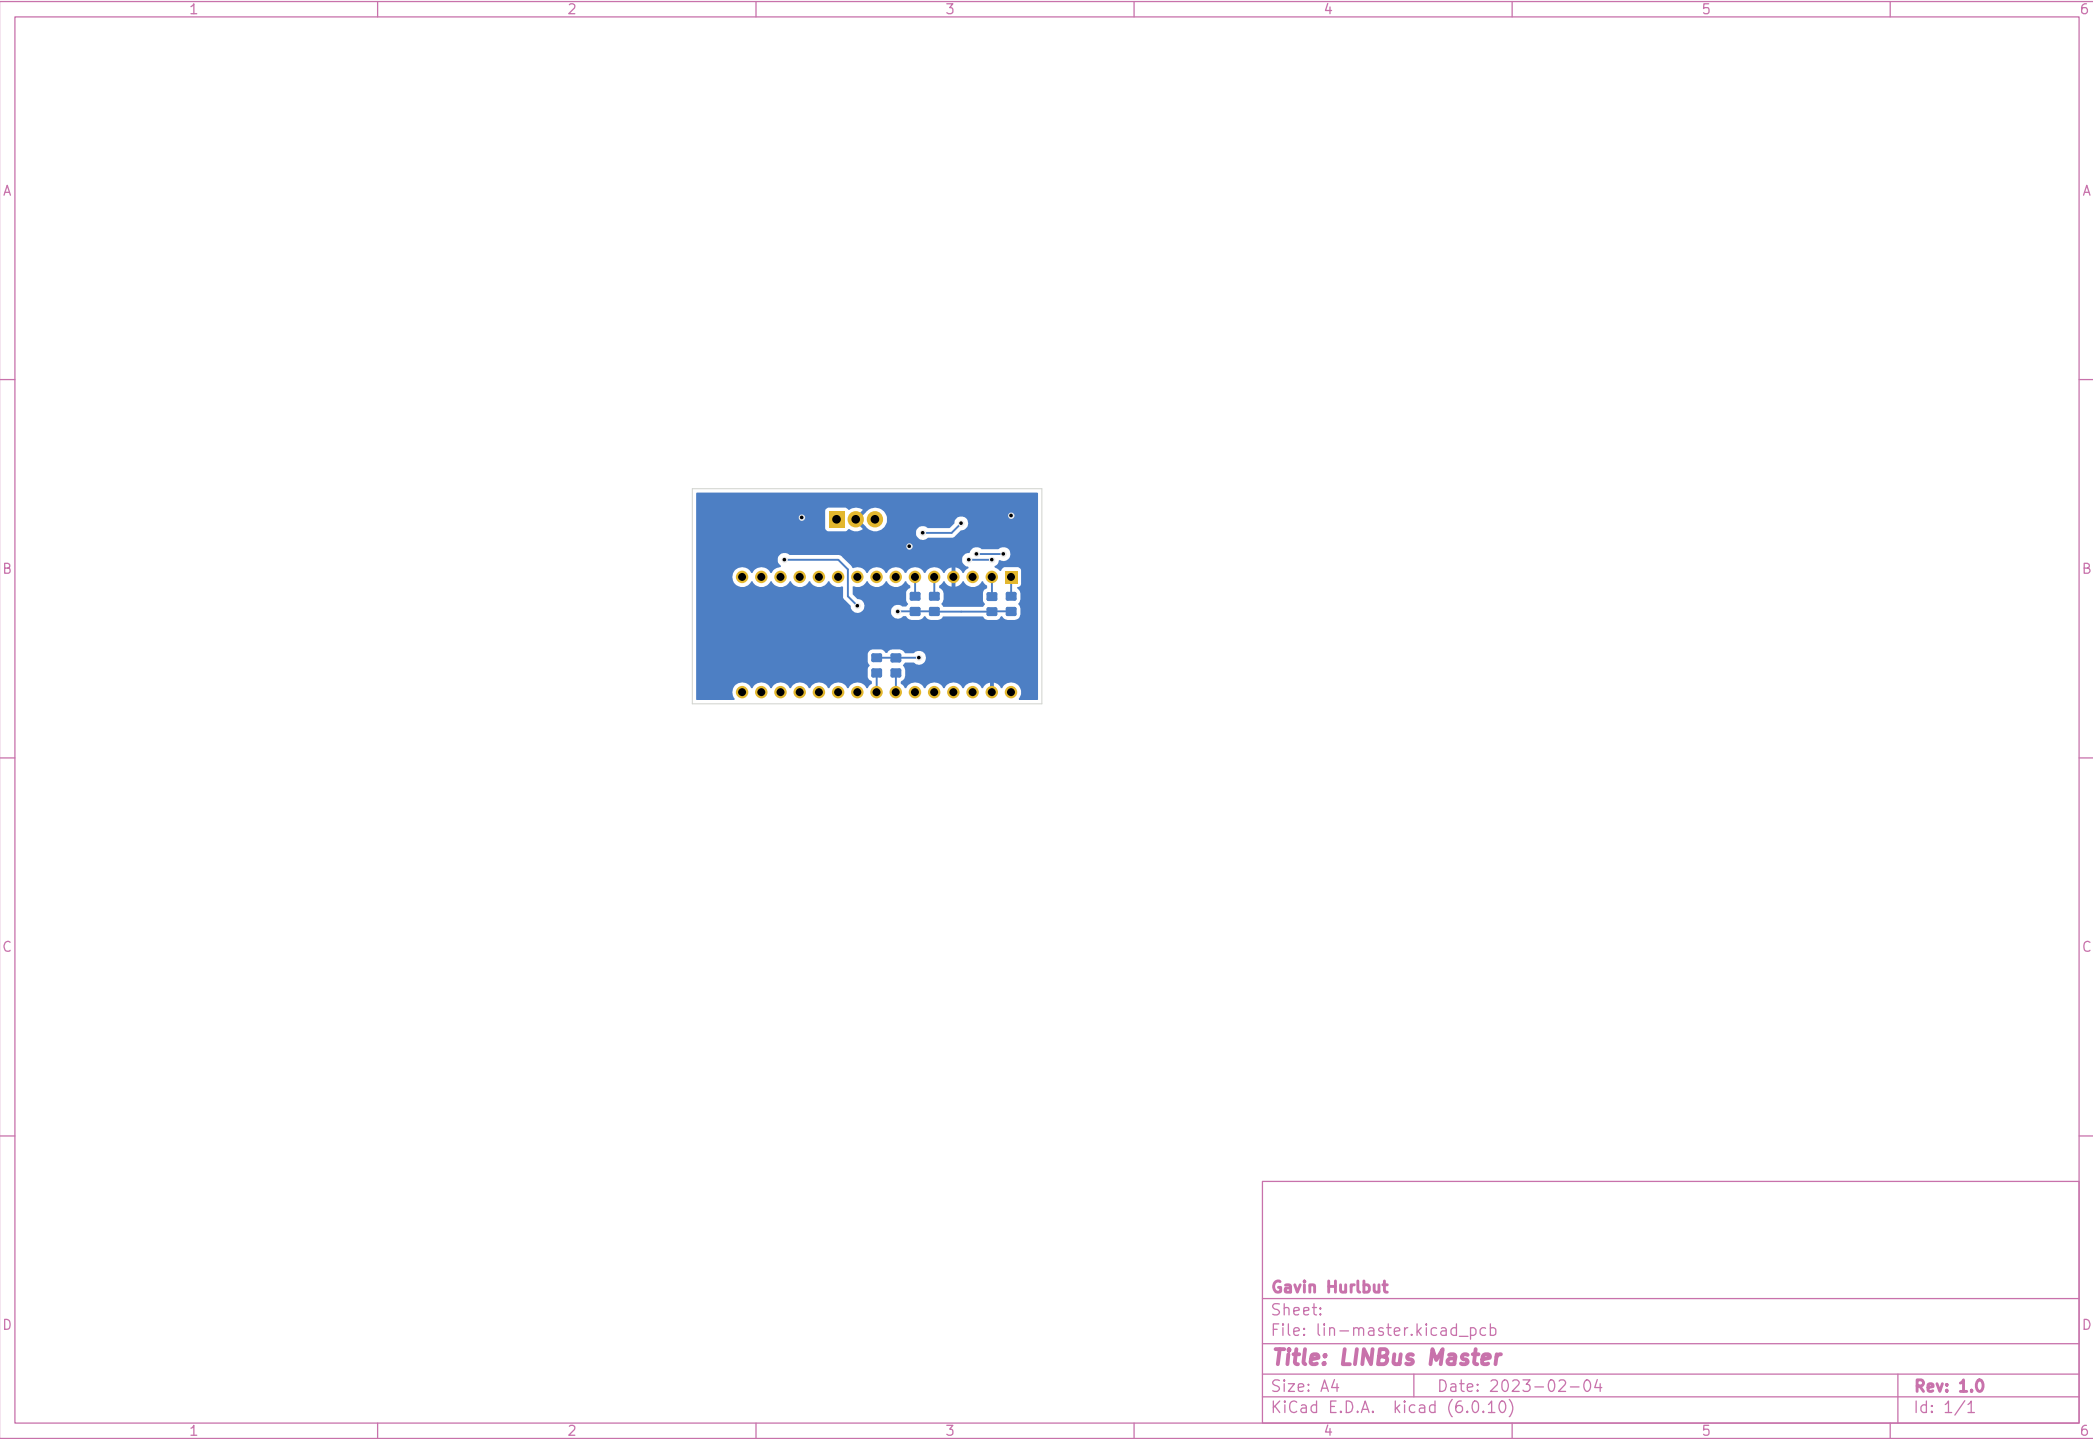 1 2 3 4 5 6
A A
B B
C C
D D
Gavin Hurlbut
Sheet:
File: lin-master.kicad_pcb
Title: LINBus Master
Size: A4 Date: 2023-02-04 Rev: 1.0
KiCad E.D.A. kicad (6.0.10) Id: 1/1
1 2 3 4 5 6